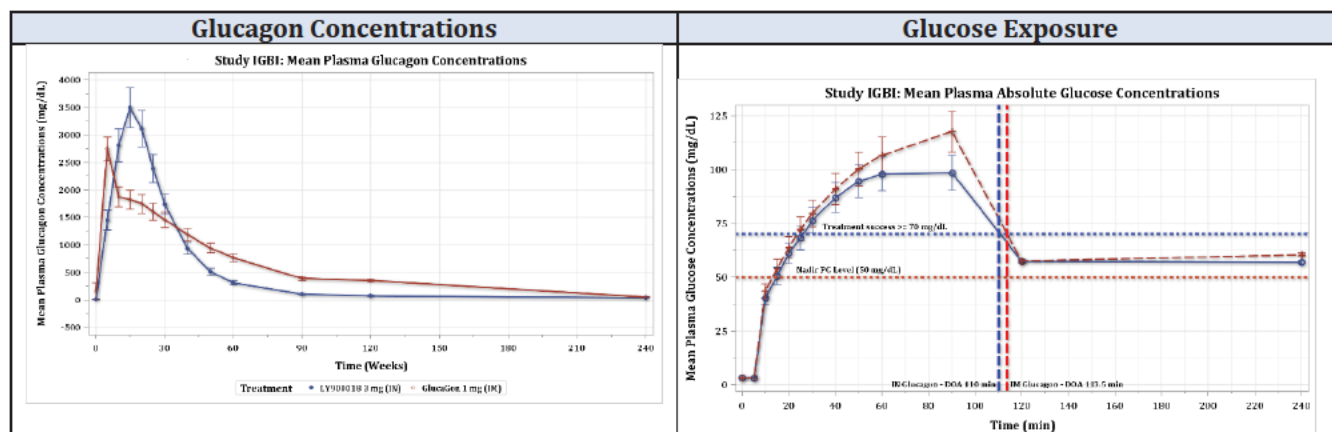 Glucagon Concentrations
Glucose Exposure
Study IGBI: Mean Plasma Glucagon Concentrations
Mean Plasma Glucagon Concentrations (mg/dL)
4000
3500
3000
2500
2000
1500
1000
500
0
-500
0 30 60 90 120 150 180 210 240
Time (Weeks)
Treatment LY900018 3 mg (IN) GlucaGen 1 mg (IM)
Study IGBI: Mean Plasma Absolute Glucose Concentrations
Mean Plasma Glucose Concentrations (mg/dL)
125
100
75
50
25
0
Treatment success >= 70 mg/dL
Nadir PG Level (50 mg/dL)
IN Glucagon - DOA 110 min IM Glucagon - DOA 113.5 min
0 20 40 60 80 100 120 140 160 180 200 220 240
Time (min)